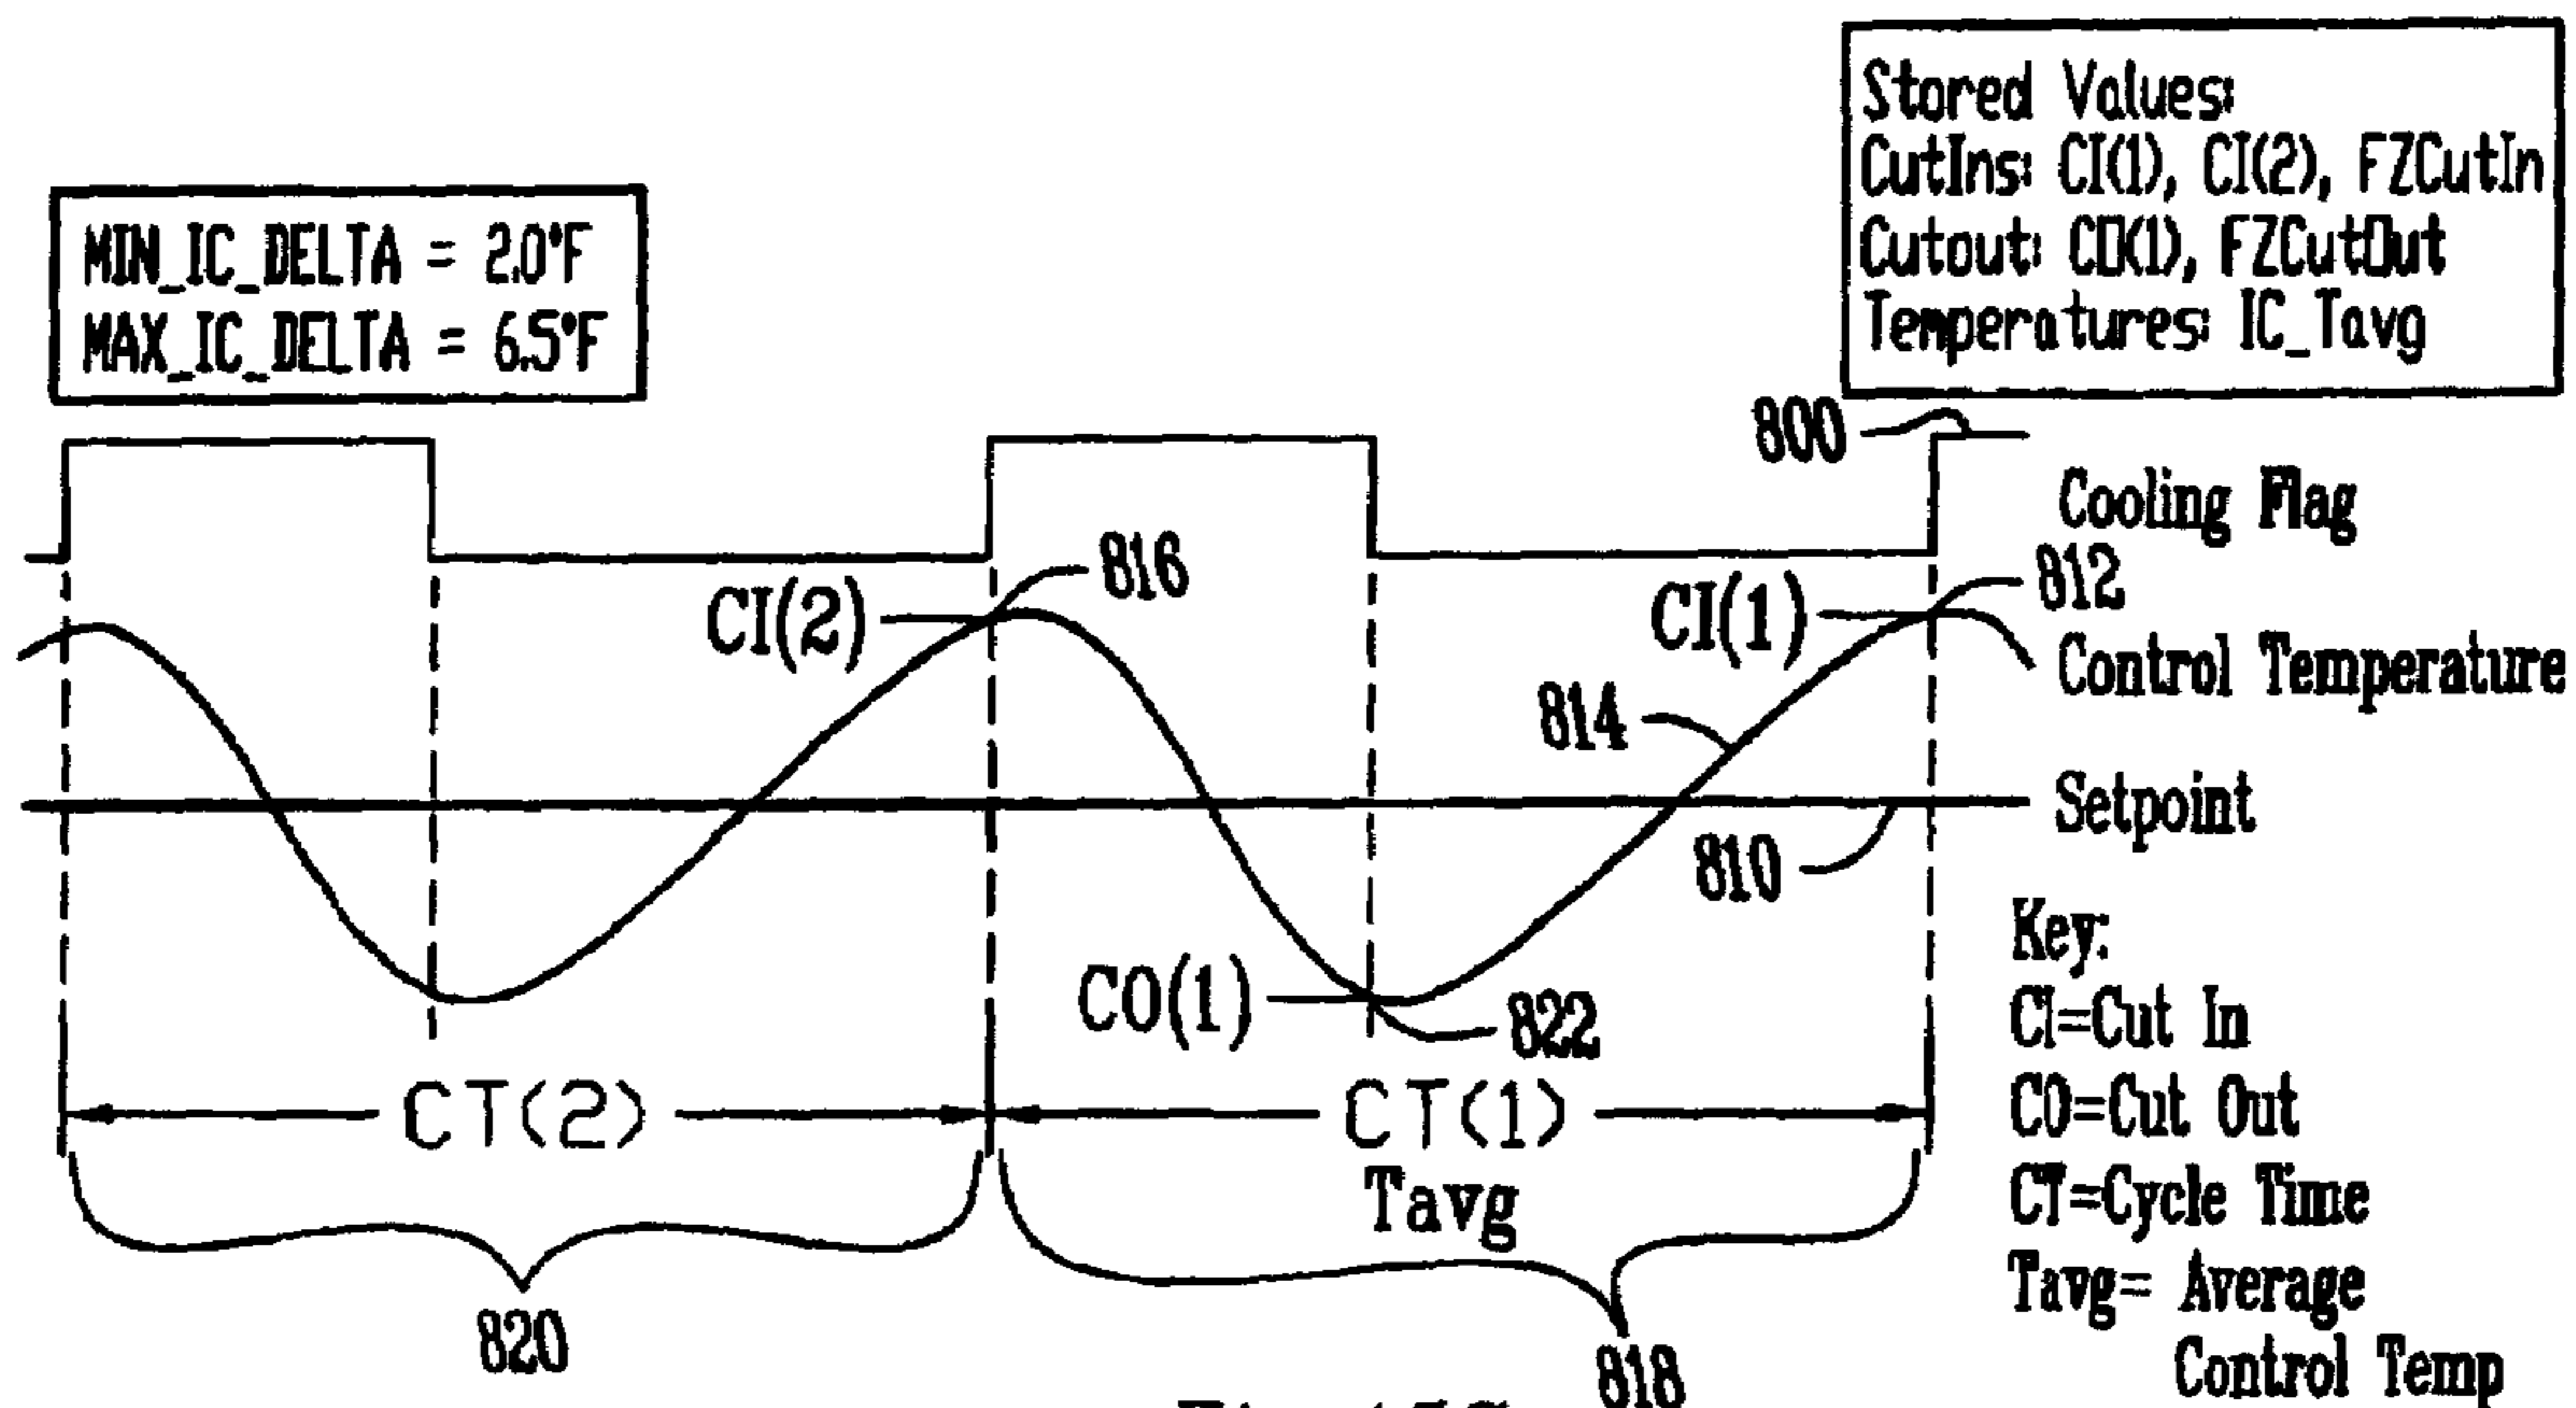 Stored Values:
CutIns: CI(1), CI(2), FZCutIn
Cutout: CO(1), FZCutOut
Temperatures: IC_Tavg
MIN_IC_DELTA = 2.0°F
MAX_IC_DELTA = 6.5°F
800
Cooling Flag
CI(2)
816
CI(1)
812
Control Temperature
814
Setpoint
810
CO(1)
822
Key:
CI=Cut In
CO=Cut Out
CT=Cycle Time
Tavg= Average
Control Temp
CT(2)
CT(1)
Tavg
820
818